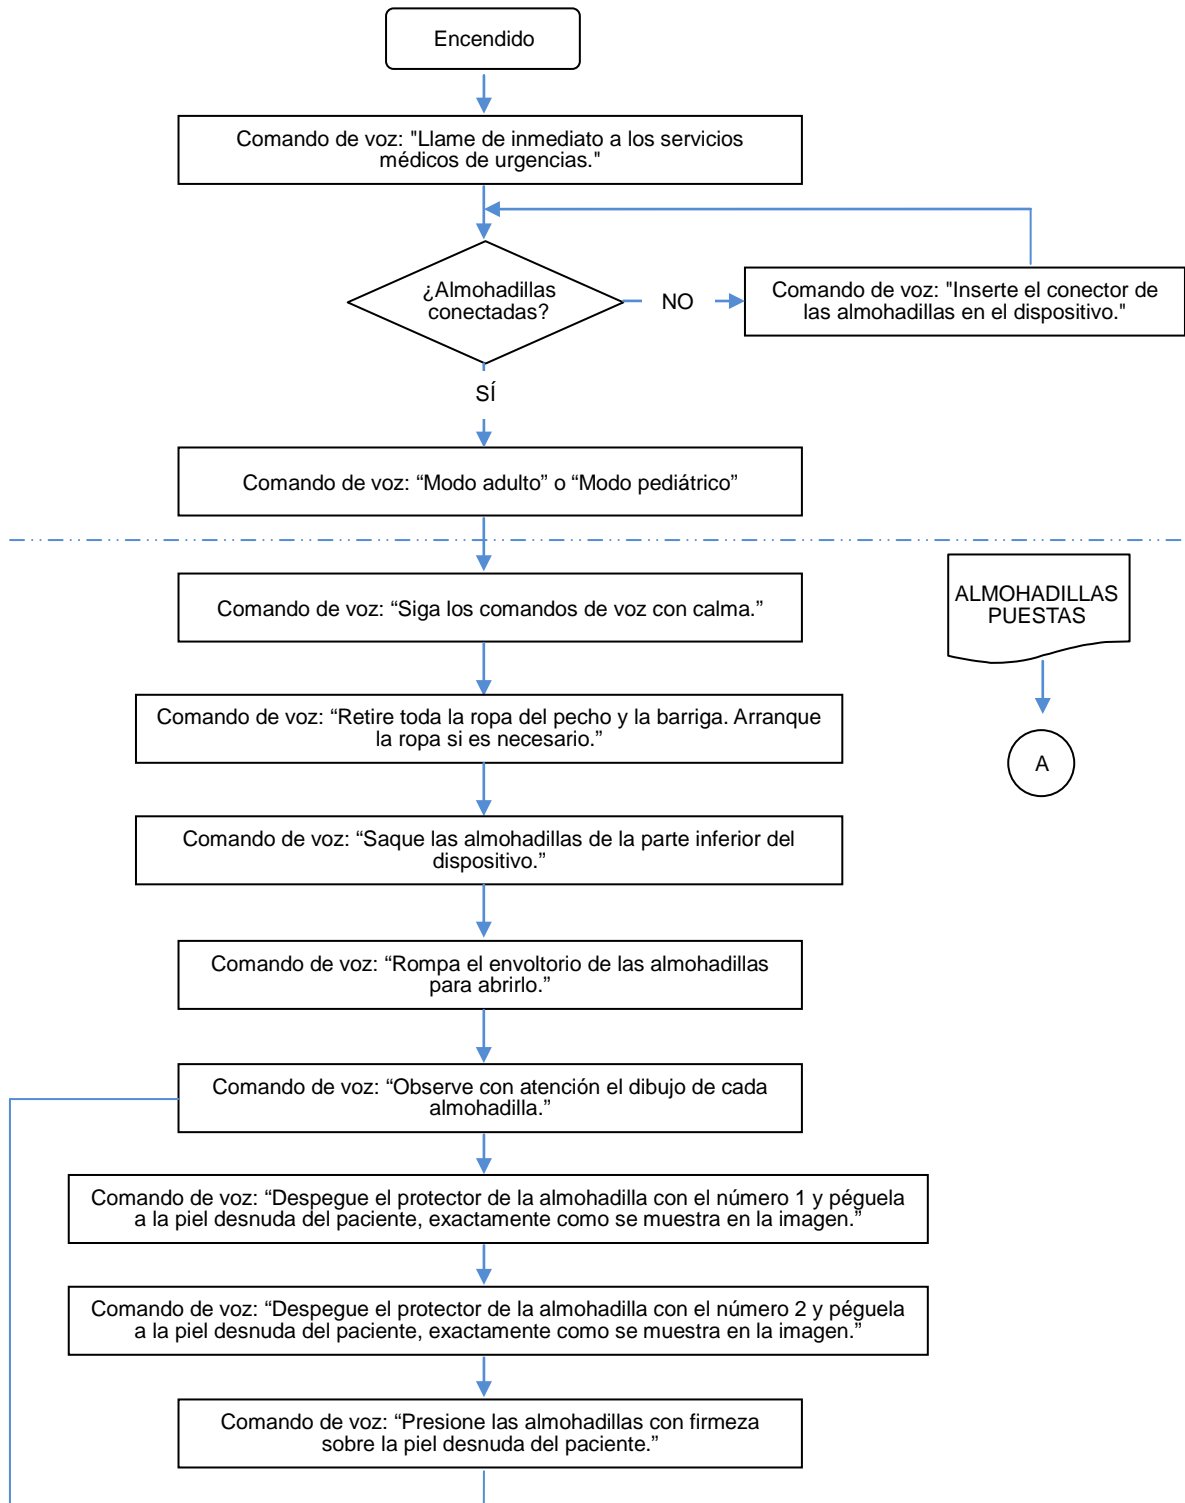 Encendido
Comando de voz: "Llame de inmediato a los servicios
médicos de urgencias."
¿Almohadillas
conectadas?
NO
Comando de voz: "Inserte el conector de
las almohadillas en el dispositivo."
SÍ
Comando de voz: “Modo adulto” o “Modo pediátrico”
Comando de voz: “Siga los comandos de voz con calma.”
ALMOHADILLAS
PUESTAS
Comando de voz: “Retire toda la ropa del pecho y la barriga. Arranque
la ropa si es necesario.”
A
Comando de voz: “Saque las almohadillas de la parte inferior del
dispositivo.”
Comando de voz: “Rompa el envoltorio de las almohadillas
para abrirlo.”
Comando de voz: “Observe con atención el dibujo de cada
almohadilla.”
Comando de voz: “Despegue el protector de la almohadilla con el número 1 y péguela
a la piel desnuda del paciente, exactamente como se muestra en la imagen.”
Comando de voz: “Despegue el protector de la almohadilla con el número 2 y péguela
a la piel desnuda del paciente, exactamente como se muestra en la imagen.”
Comando de voz: “Presione las almohadillas con firmeza
sobre la piel desnuda del paciente.”